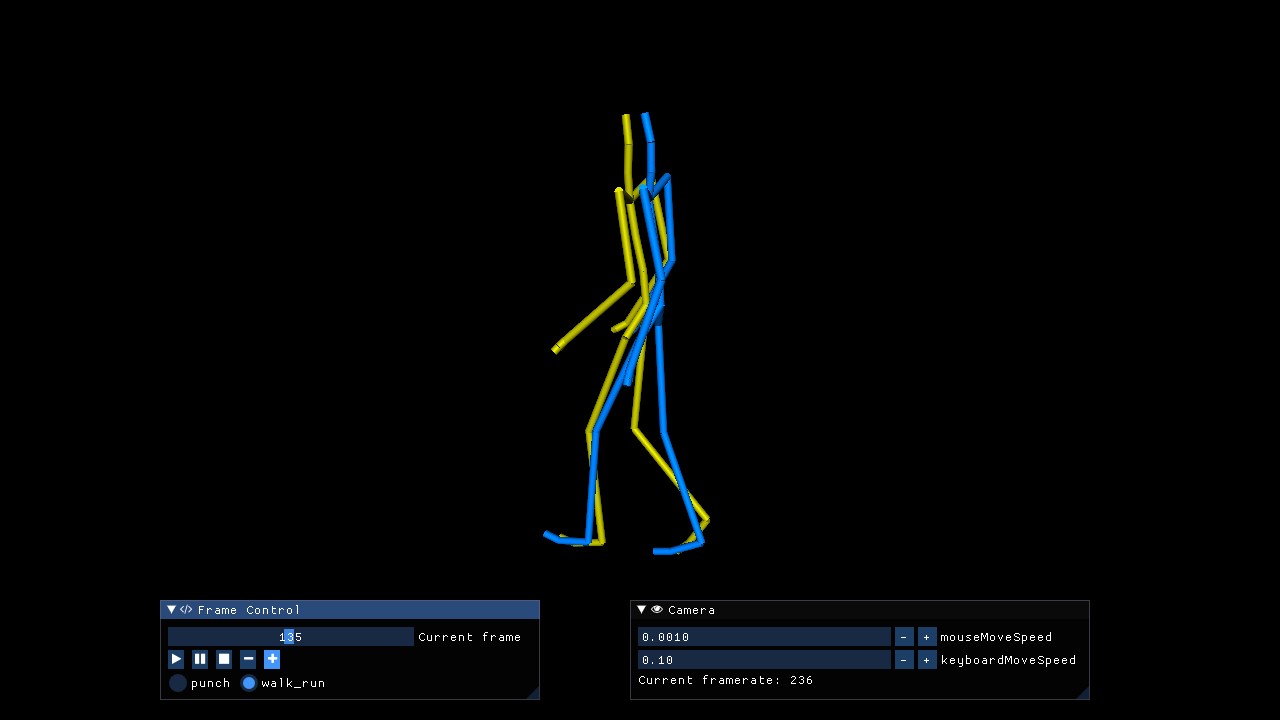 Frame Control
135 Current frame
punch walk_run
Camera
0.0010 - + mouseMoveSpeed
0.10 - + keyboardMoveSpeed
Current framerate: 236